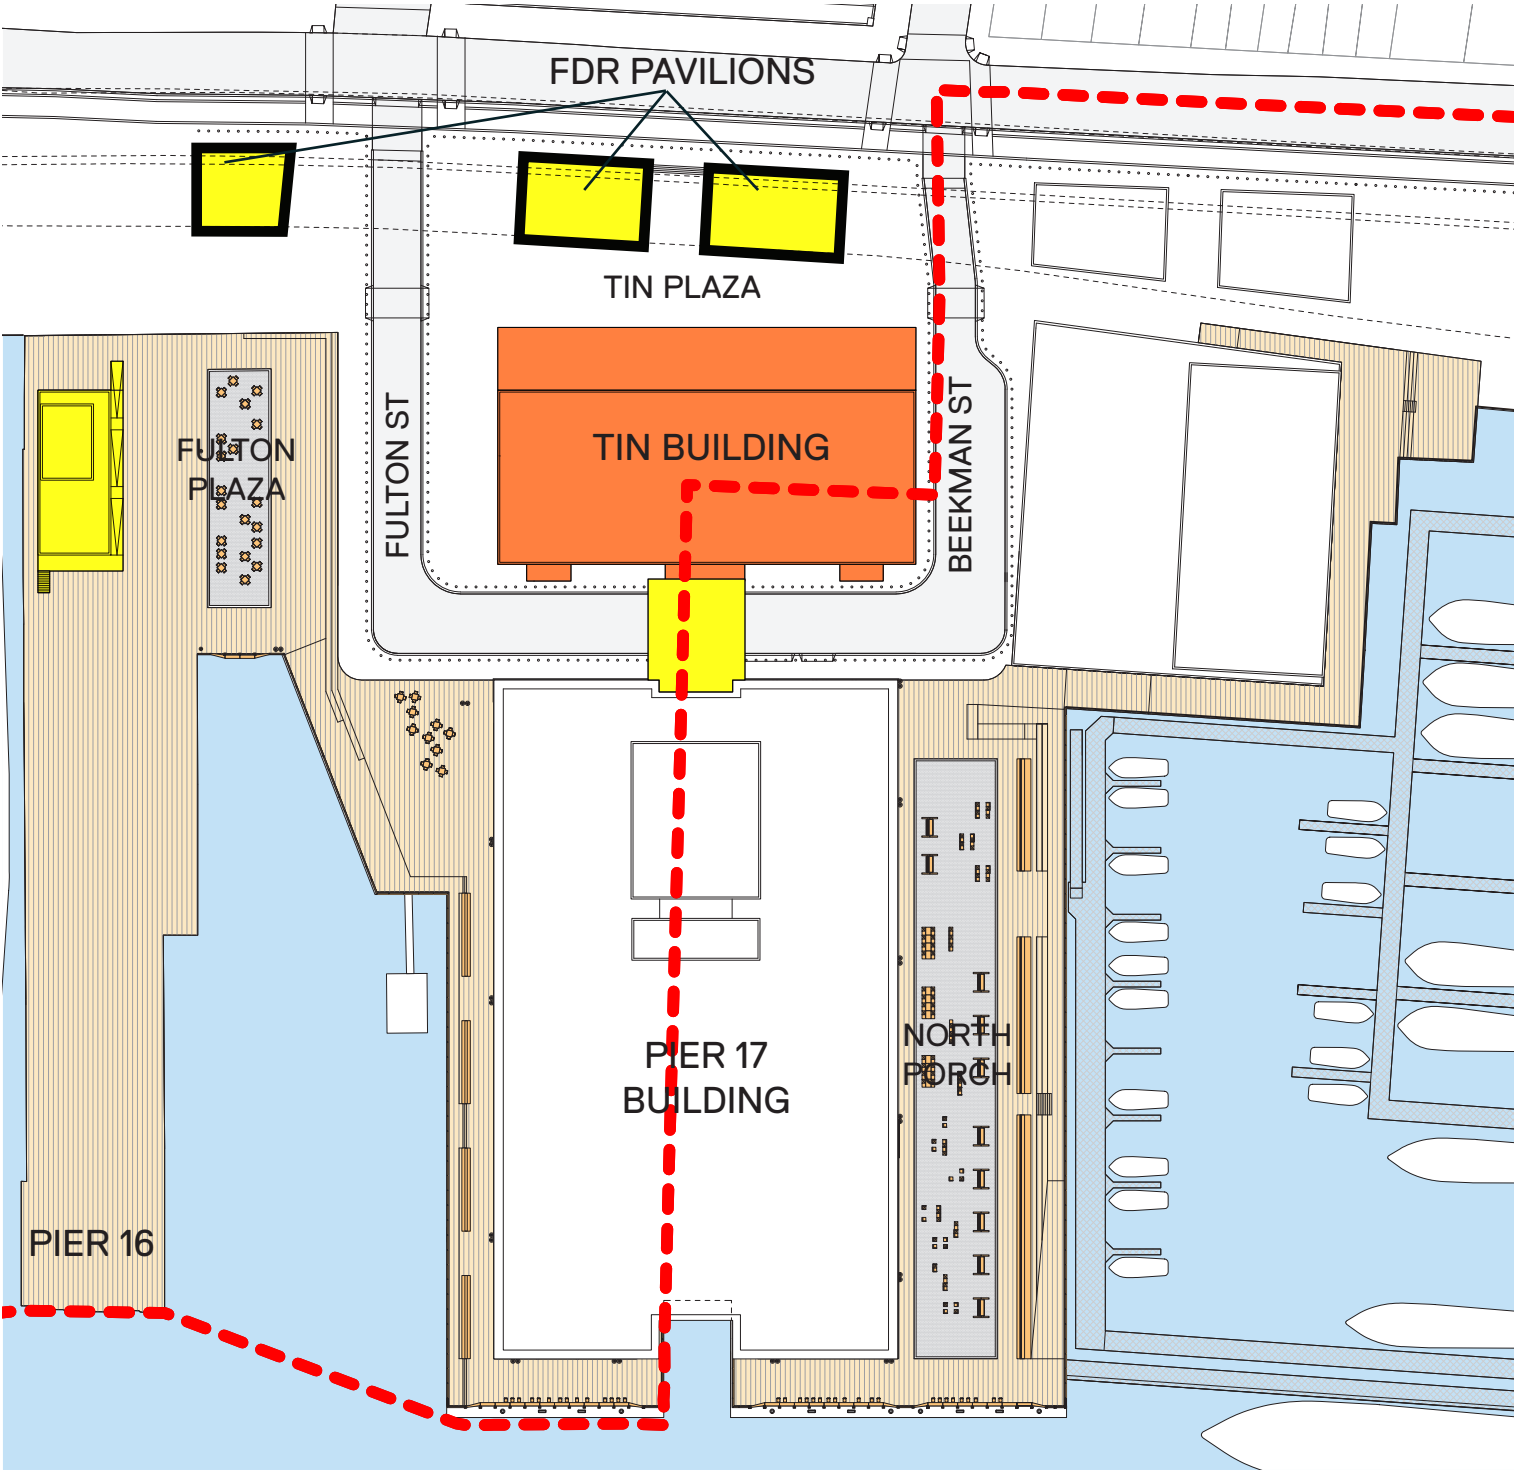 FDR PAVILIONS
TIN PLAZA
FULTON ST
TIN BUILDING
BEEKMAN ST
FULTON
PLAZA
PIER 17
BUILDING
NORTH
PORCH
PIER 16